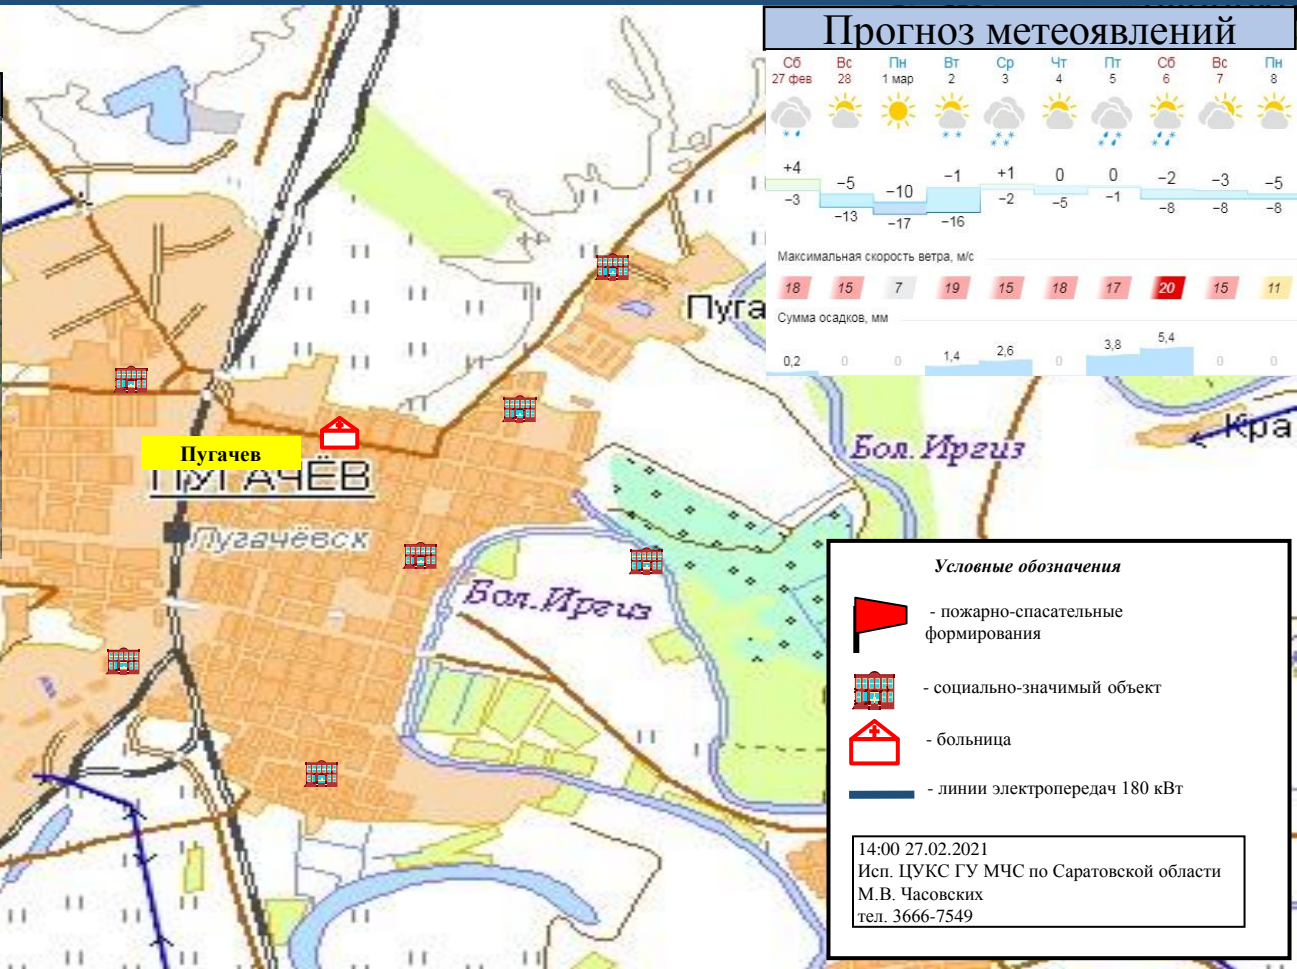 Прогноз метеоявлений
Сб Вс Пн Вт Ср Чт Пт Сб Вс Пн
27 фев 28 1 мар 2 3 4 5 6 7 8
+4 −5 −10 −1 +1 0 0 −2 −3 −5
−3 −13 −17 −16 −2 −5 −1 −8 −8 −8
Максимальная скорость ветра, м/с
18 15 7 19 15 18 17 20 15 11
Сумма осадков, мм
0,2 0 0 1,4 2,6 0 3,8 5,4 0 0
Пуга
Кра
Бол. Иргиз
Пугачев
ПУГАЧЁВ
Пугачёвск
Бол. Иргиз
Условные обозначения
- пожарно-спасательные
формирования
- социально-значимый объект
- больница
- линии электропередач 180 кВт
14:00 27.02.2021
Исп. ЦУКС ГУ МЧС по Саратовской области
М.В. Часовских
тел. 3666-7549